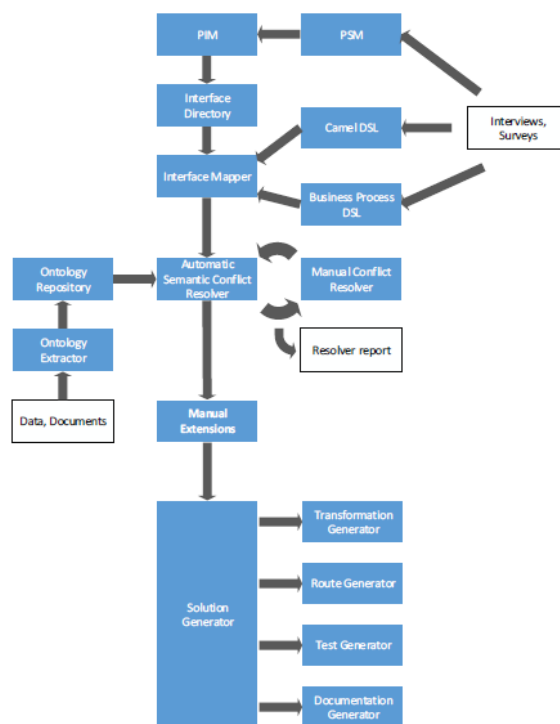 PIM
PSM
Interface
Directory
Camel DSL
Interviews,
Surveys
Interface Mapper
Business Process
DSL
Ontology
Repository
Automatic
Semantic Conflict
Resolver
Manual Conflict
Resolver
Ontology
Extractor
Resolver report
Data, Documents
Manual
Extensions
Solution
Generator
Transformation
Generator
Route Generator
Test Generator
Documentation
Generator